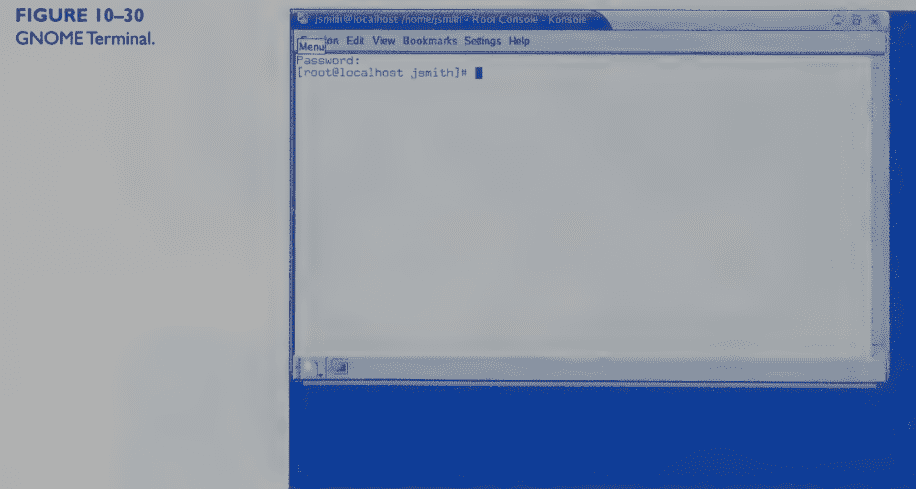 FIGURE 10–30
GNOME Terminal.
jsmith@localhost /home/jsmith - Root Console - Konsole
Edit View Bookmarks Settings Help
Menu
Password:
[root@localhost jsmith]#